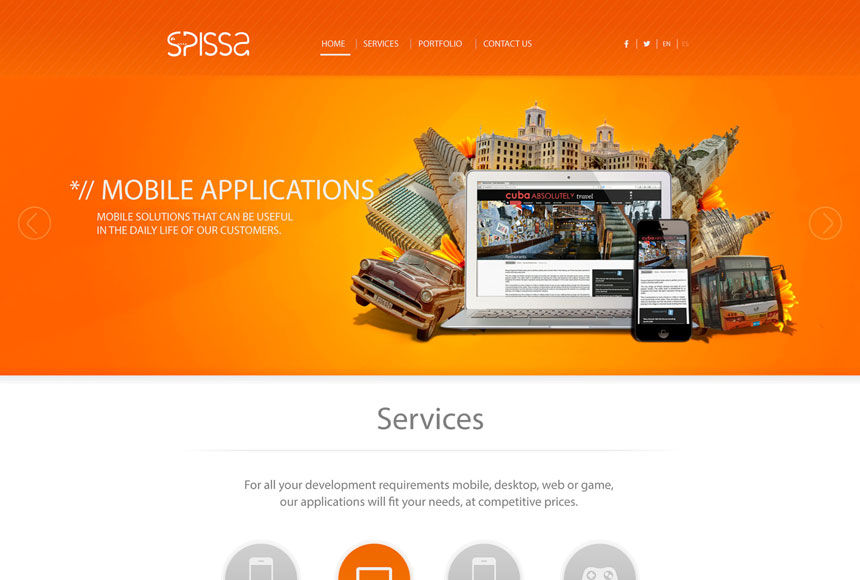 SPISSA
HOME
SERVICES
PORTFOLIO
CONTACT US
EN
ES
*// MOBILE APPLICATIONS
MOBILE SOLUTIONS THAT CAN BE USEFUL
IN THE DAILY LIFE OF OUR CUSTOMERS.
cuba ABSOLUTELY travel
Restaurants
Services
For all your development requirements mobile, desktop, web or game,
our applications will fit your needs, at competitive prices.